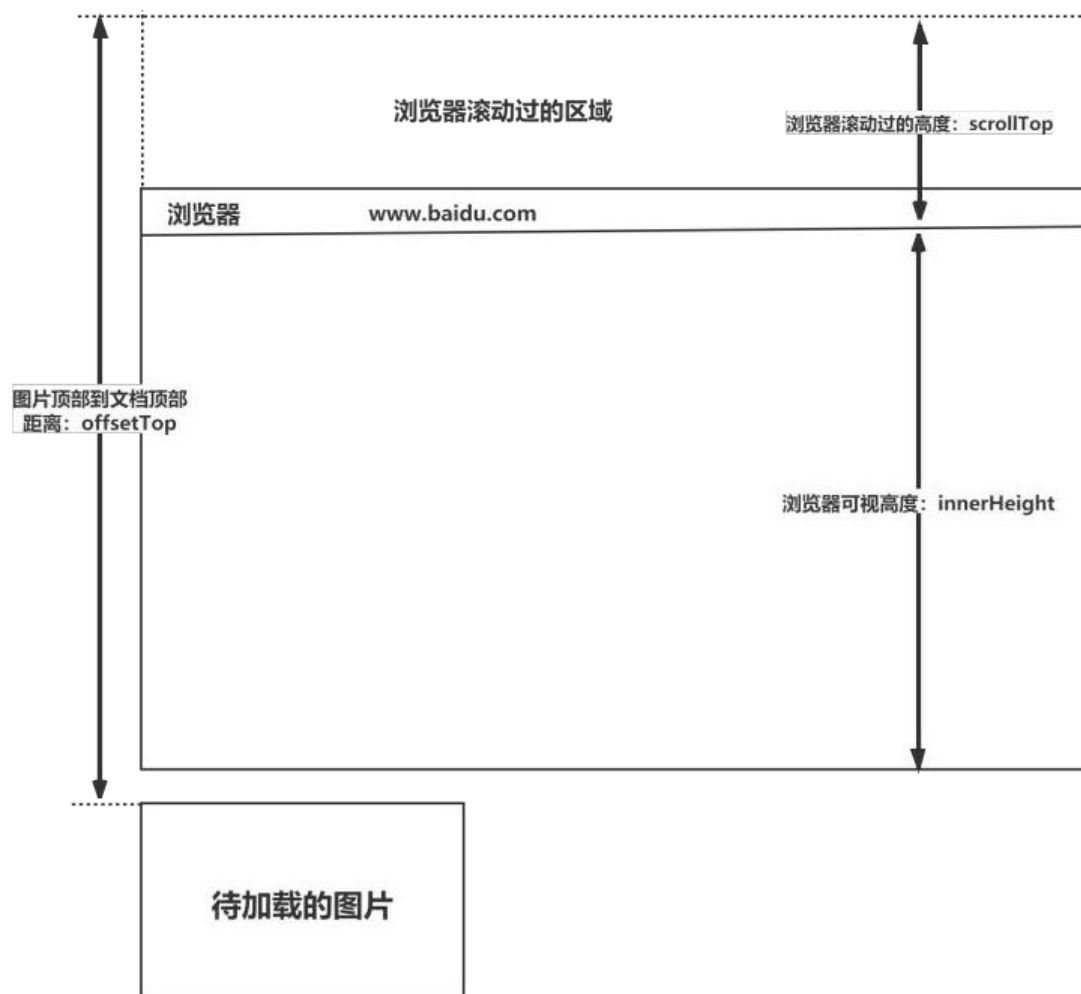 浏览器滚动过的区域
浏览器滚动过的高度：scrollTop
浏览器 www.baidu.com
图片顶部到文档顶部
距离：offsetTop
浏览器可视高度：innerHeight
待加载的图片